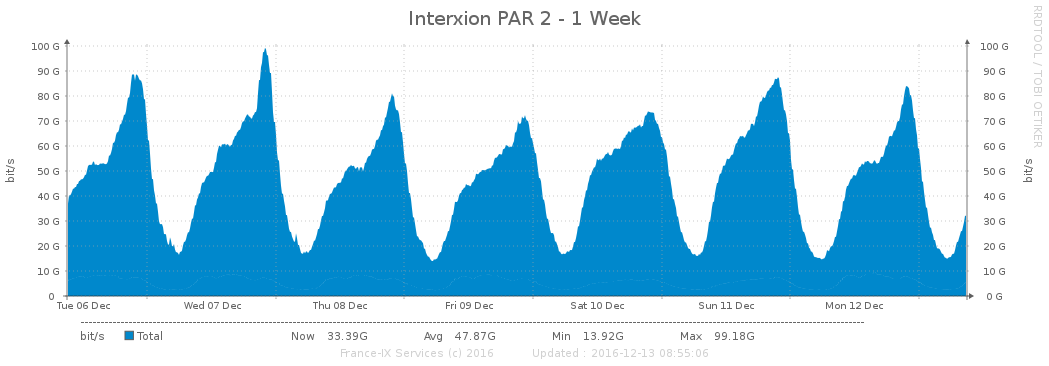 Interxion PAR 2 - 1 Week
RRDTOOL / TOBI OETIKER
bit/s
100 G 100 G
90 G 90 G
80 G 80 G
70 G 70 G
60 G 60 G
50 G 50 G
40 G 40 G
30 G 30 G
20 G 20 G
10 G 10 G
0 0 G
bit/s
Tue 06 Dec Wed 07 Dec Thu 08 Dec Fri 09 Dec Sat 10 Dec Sun 11 Dec Mon 12 Dec
bit/s Total Now 33.39G Avg 47.87G Min 13.92G Max 99.18G
France-IX Services (c) 2016 Updated : 2016-12-13 08:55:06